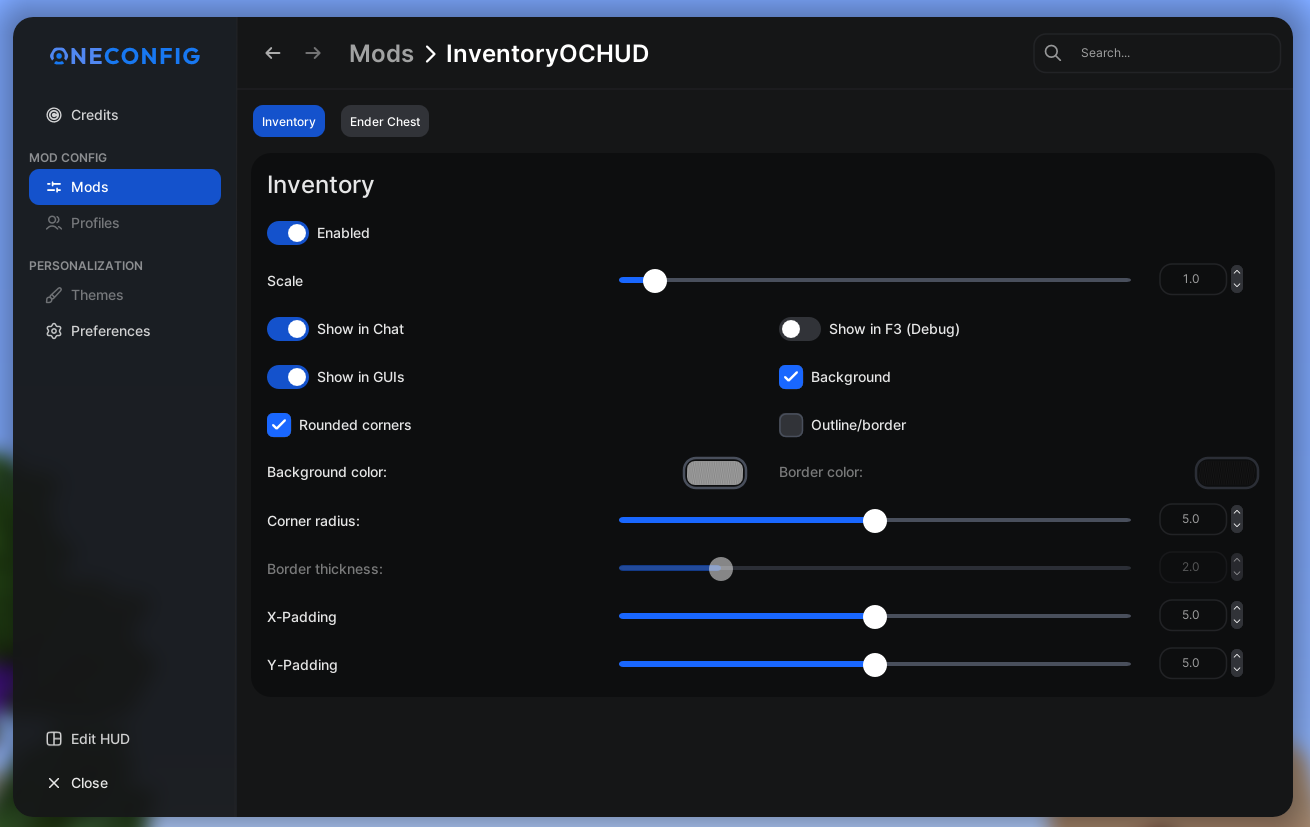 ONECONFIG
Credits
MOD CONFIG
Mods
Profiles
PERSONALIZATION
Themes
Preferences
Edit HUD
Close
Mods > InventoryOCHUD
Search...
Inventory Ender Chest
Inventory
Enabled
Scale 1.0
Show in Chat Show in F3 (Debug)
Show in GUIs Background
Rounded corners Outline/border
Background color: Border color:
Corner radius: 5.0
Border thickness: 2.0
X-Padding 5.0
Y-Padding 5.0